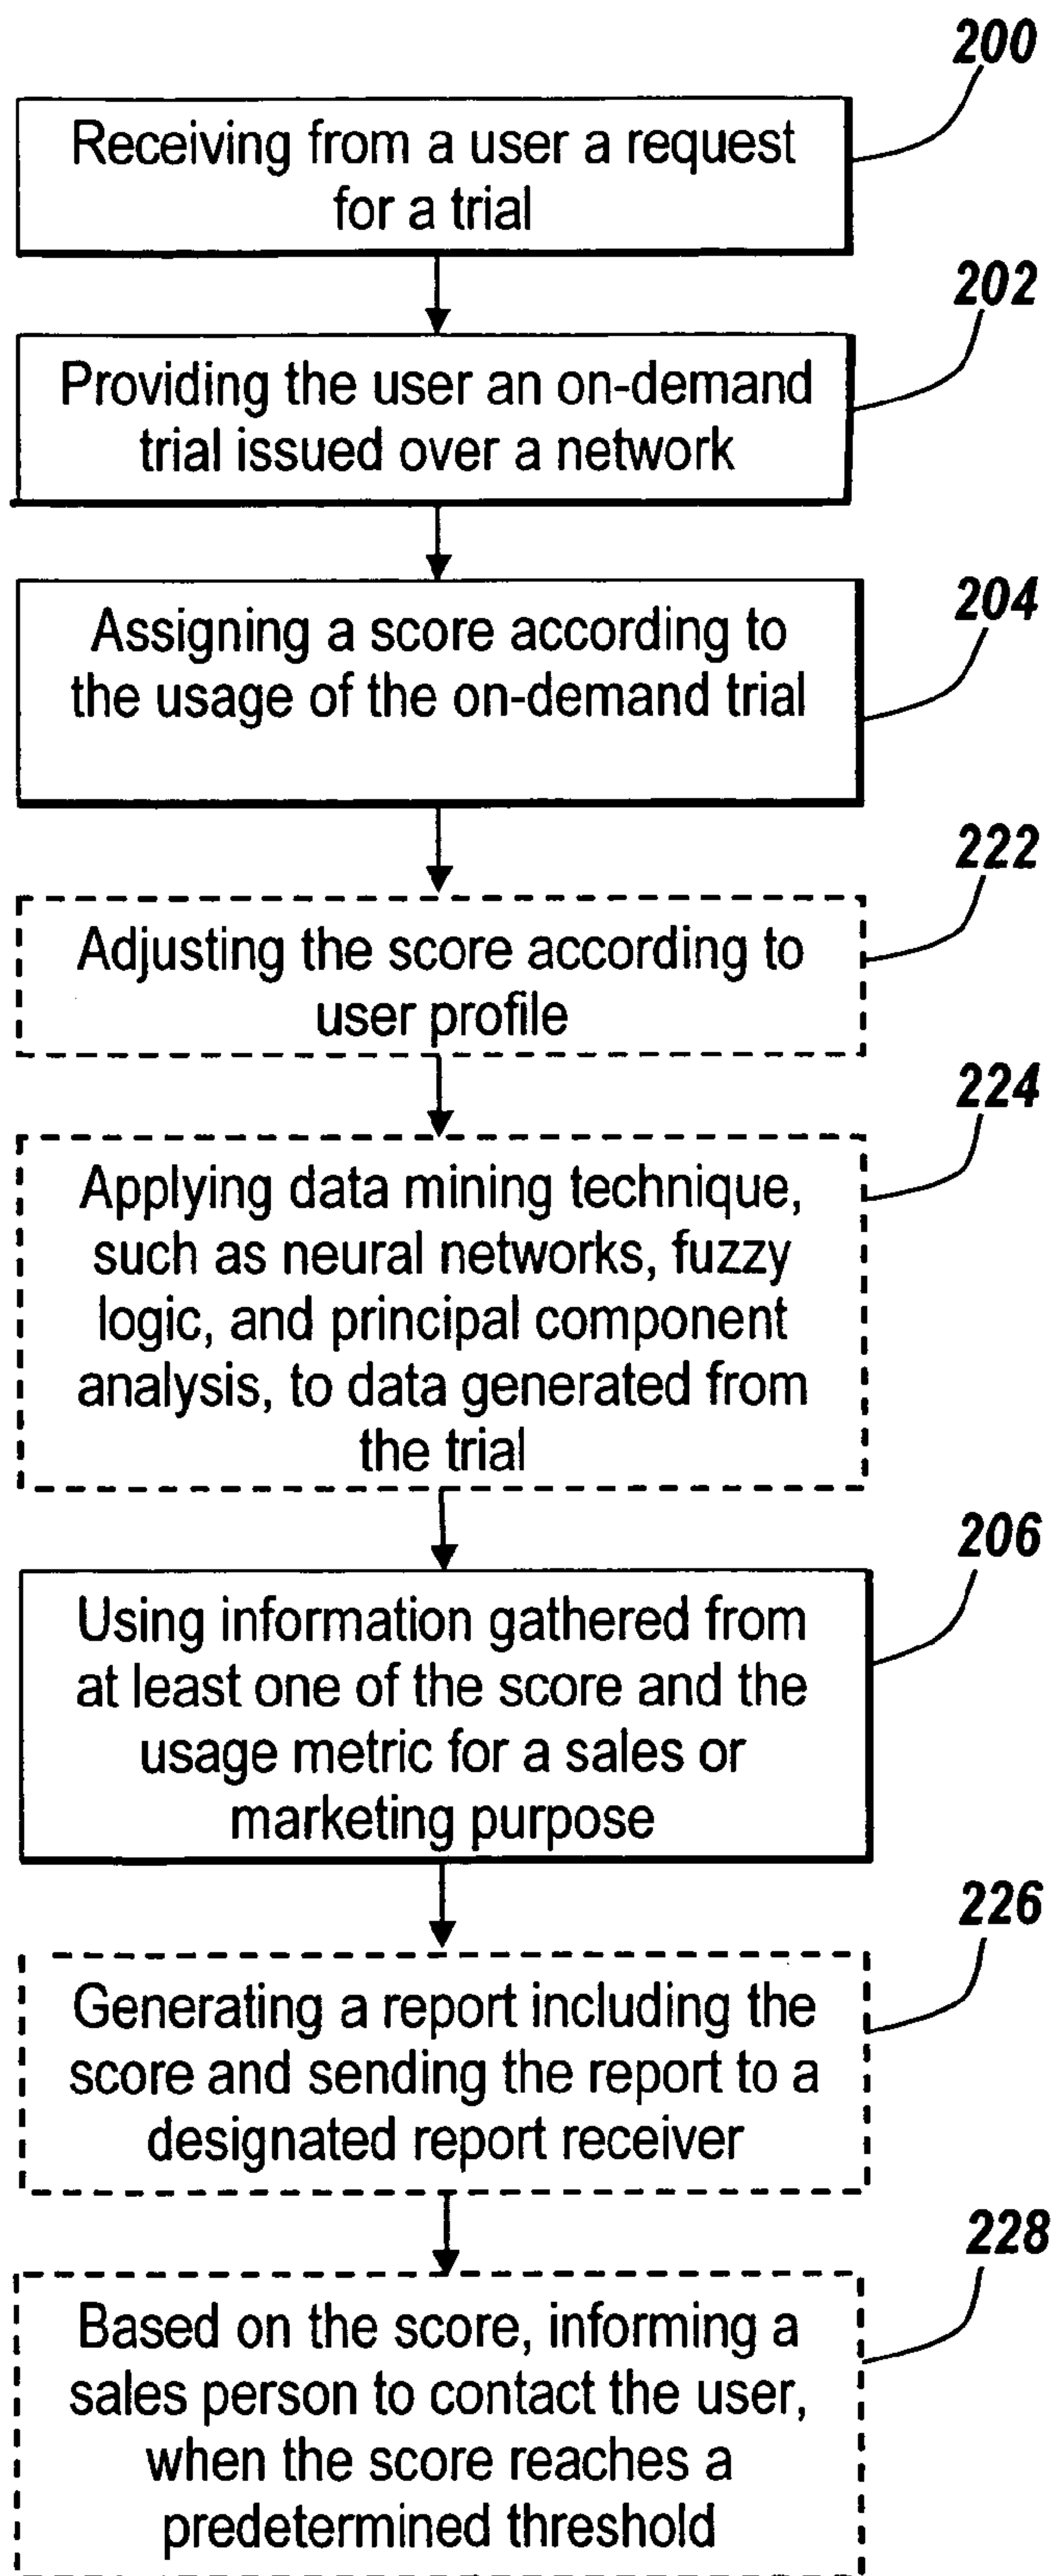 200
Receiving from a user a request
for a trial
202
Providing the user an on-demand
trial issued over a network
204
Assigning a score according to
the usage of the on-demand trial
222
Adjusting the score according to
user profile
224
Applying data mining technique,
such as neural networks, fuzzy
logic, and principal component
analysis, to data generated from
the trial
206
Using information gathered from
at least one of the score and the
usage metric for a sales or
marketing purpose
226
Generating a report including the
score and sending the report to a
designated report receiver
228
Based on the score, informing a
sales person to contact the user,
when the score reaches a
predetermined threshold